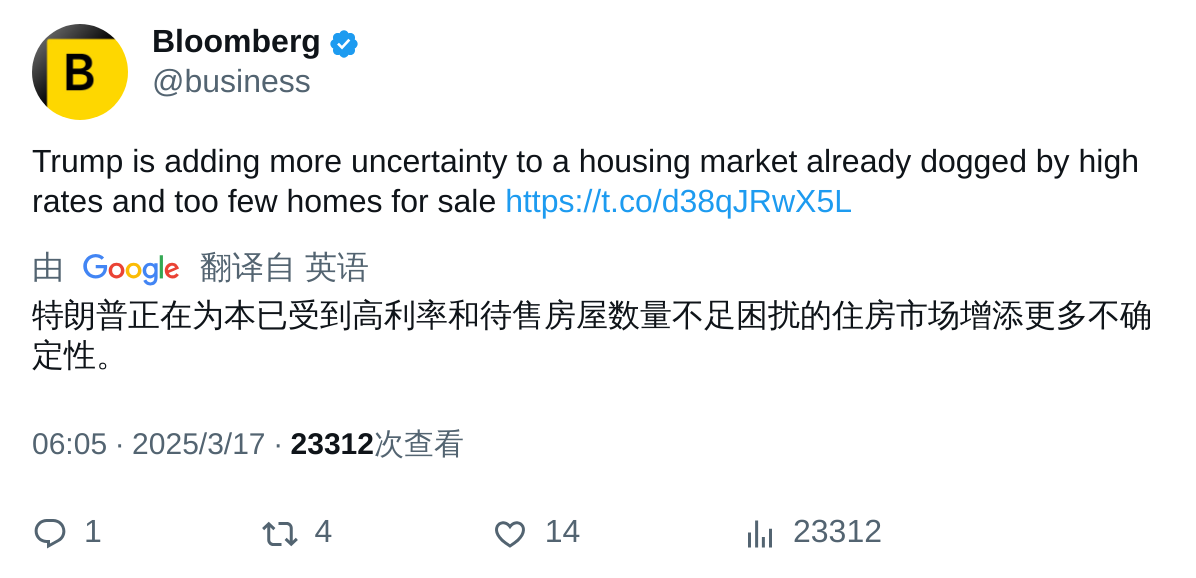 B
Bloomberg
@business
Trump is adding more uncertainty to a housing market already dogged by high
rates and too few homes for sale https://t.co/d38qJRwX5L
由 Google 翻译自 英语
特朗普正在为本已受到高利率和待售房屋数量不足困扰的住房市场增添更多不确
定性。
06:05 · 2025/3/17 · 23312次查看
1 4 14 23312